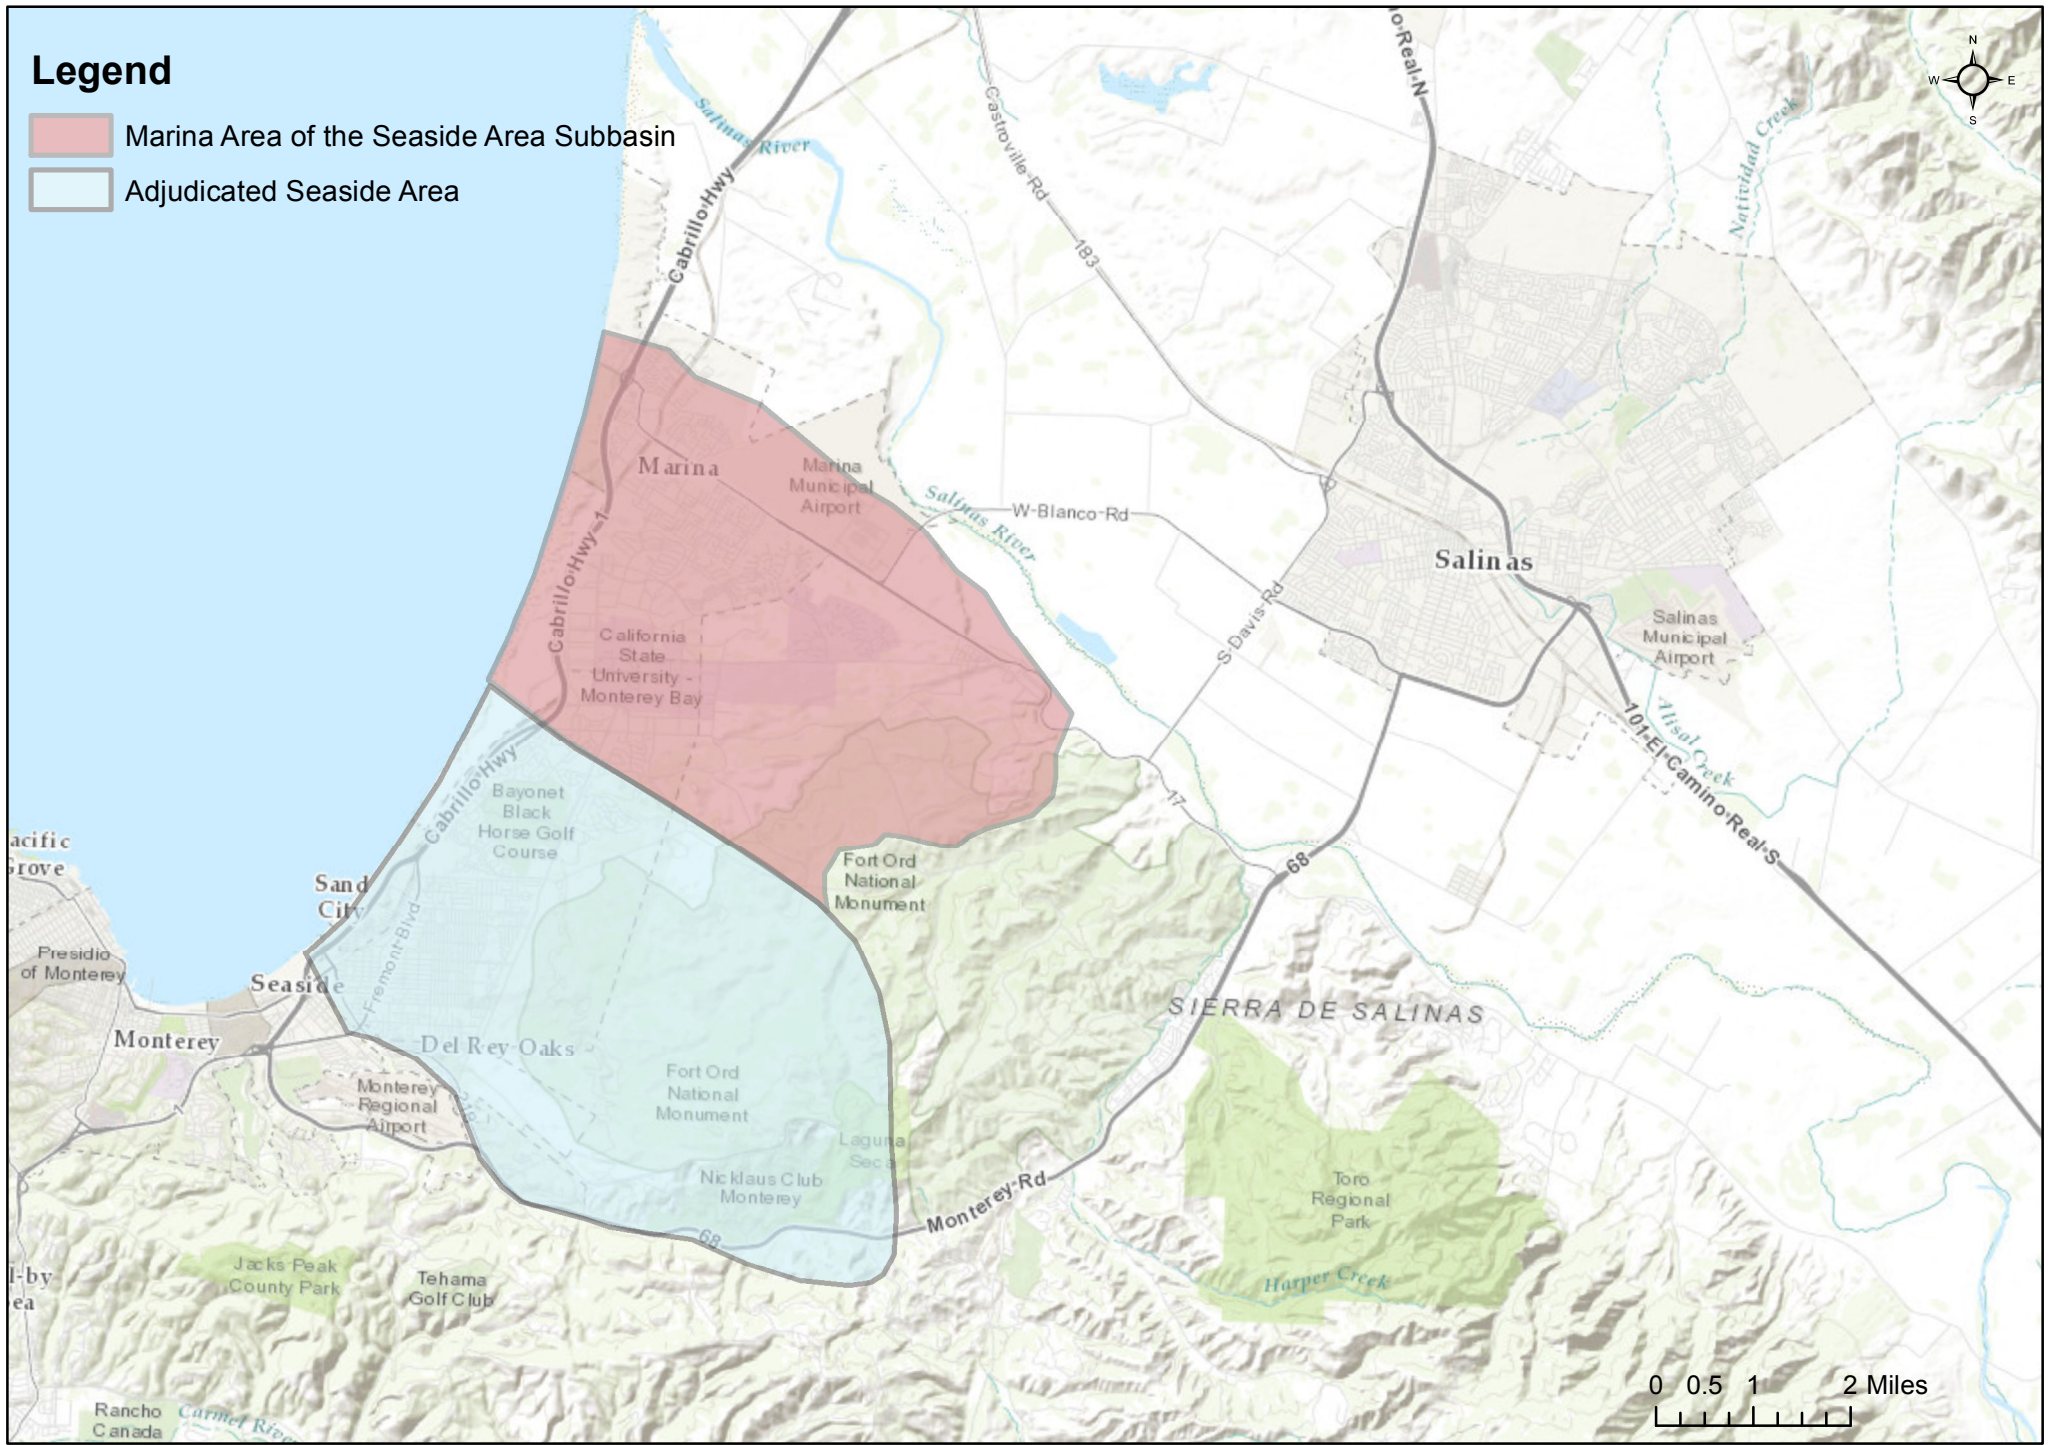 Legend
Marina Area of the Seaside Area Subbasin
Adjudicated Seaside Area
N
W
E
S
Salinas River
Cabrillo Hwy
Castroville Rd
183
o Real N
Natividad Creek
Marina
Marina
Municipal
Airport
Salinas River
W Blanco Rd
Salinas
Cabrillo Hwy 1
S Davis Rd
California
State
University -
Monterey Bay
Salinas
Municipal
Airport
Alisal Creek
101 El Camino Real S
Cabrillo Hwy
Bayonet
Black
Horse Golf
Course
17
acific
Grove
Sand
City
Fort Ord
National
Monument
68
Fremont Blvd
Presidio
of Monterey
Seaside
SIERRA DE SALINAS
Monterey
Del Rey Oaks
Monterey
Regional
Airport
218
Fort Ord
National
Monument
1
Laguna
Seca
Nicklaus Club
Monterey
Monterey Rd
Toro
Regional
Park
68
Jacks Peak
County Park
Tehama
Golf Club
Harper Creek
l-by
ea
0 0.5 1 2 Miles
Rancho
Canada
Carmel River